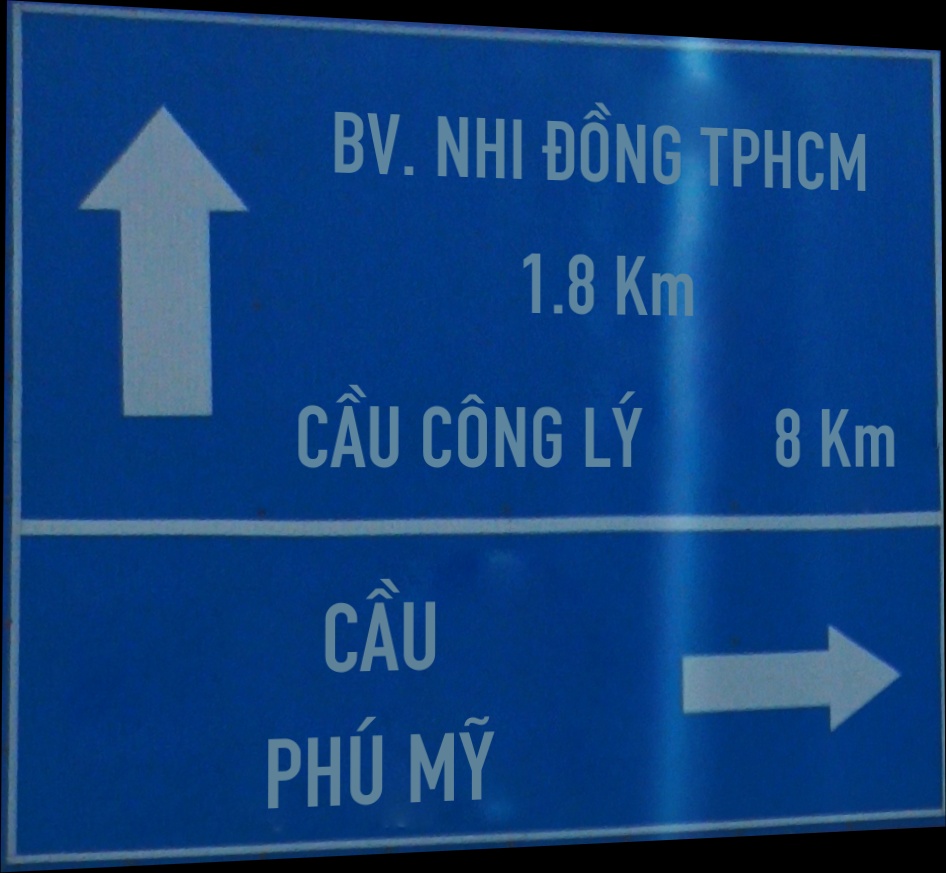 BV. NHI ĐỒNG TPHCM
1.8 Km
CẦU CÔNG LÝ 8 Km
CẦU
PHÚ MỸ